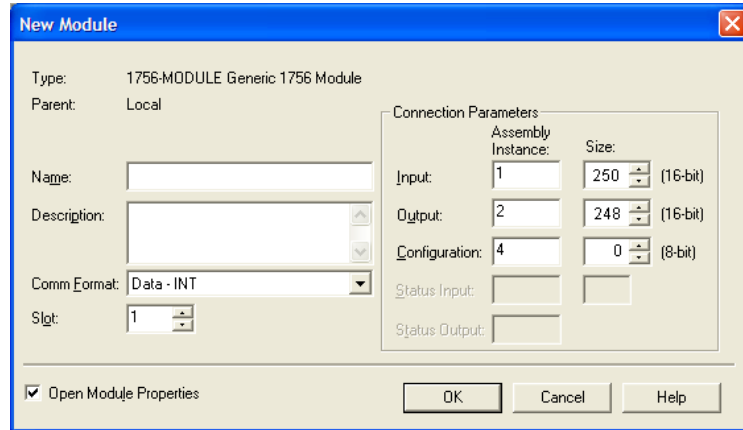 New Module
Type: 1756-MODULE Generic 1756 Module
Parent: Local
Connection Parameters
Assembly Instance: Size:
Name:
Input: 1 250 (16-bit)
Description:
Output: 2 248 (16-bit)
Configuration: 4 0 (8-bit)
Comm Format: Data - INT
Status Input:
Slot: 1
Status Output:
Open Module Properties
OK Cancel Help